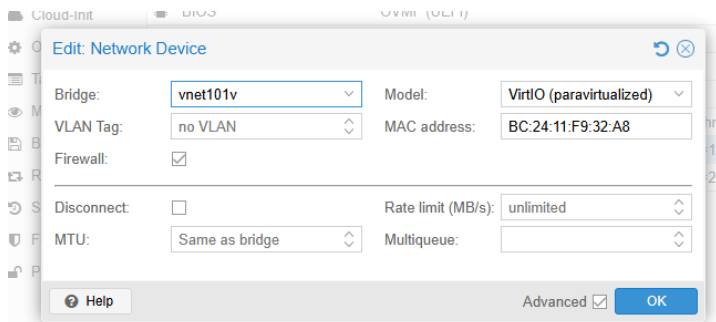 Cloud-Init
BIOS
OVMF (UEFI)
Edit: Network Device
Bridge:
vnet101v
Model:
VirtIO (paravirtualized)
VLAN Tag:
no VLAN
MAC address:
BC:24:11:F9:32:A8
Firewall:
Disconnect:
Rate limit (MB/s):
unlimited
MTU:
Same as bridge
Multiqueue:
Help
Advanced
OK